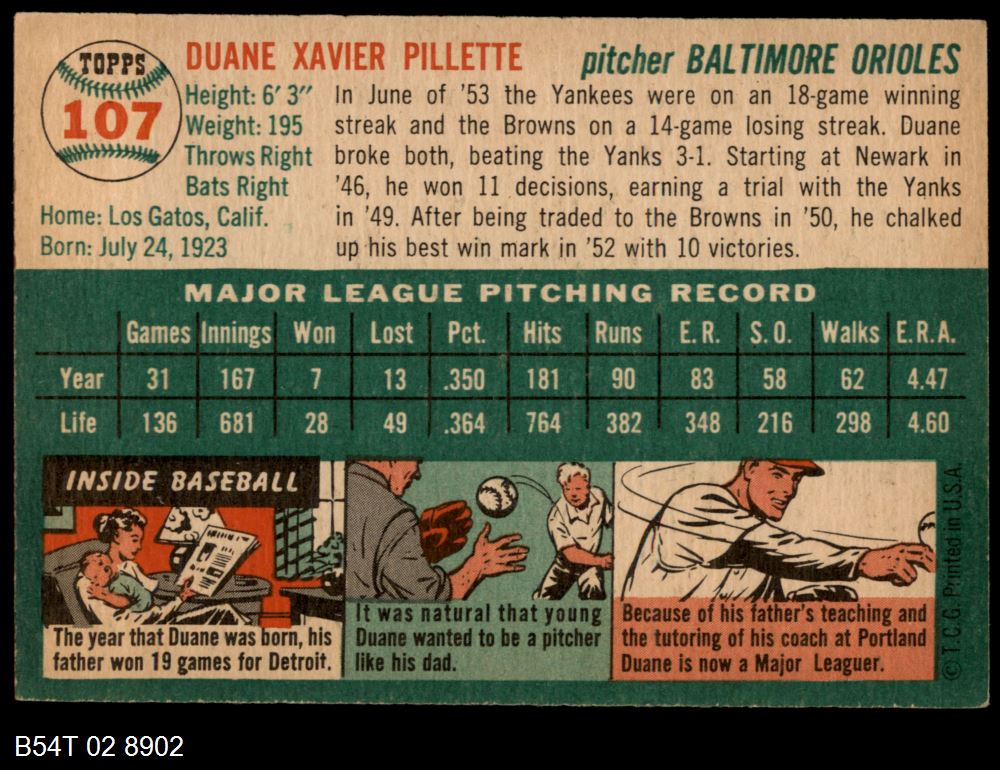 TOPPS
107
DUANE XAVIER PILLETTE
pitcher BALTIMORE ORIOLES
Height: 6' 3"
Weight: 195
Throws Right
Bats Right
Home: Los Gatos, Calif.
Born: July 24, 1923
In June of '53 the Yankees were on an 18-game winning
streak and the Browns on a 14-game losing streak. Duane
broke both, beating the Yanks 3-1. Starting at Newark in
'46, he won 11 decisions, earning a trial with the Yanks
in '49. After being traded to the Browns in '50, he chalked
up his best win mark in '52 with 10 victories.
MAJOR LEAGUE PITCHING RECORD
Games Innings Won Lost Pct. Hits Runs E.R. S.O. Walks E.R.A.
Year 31 167 7 13 .350 181 90 83 58 62 4.47
Life 136 681 28 49 .364 764 382 348 216 298 4.60
INSIDE BASEBALL
The year that Duane was born, his
father won 19 games for Detroit.
It was natural that young
Duane wanted to be a pitcher
like his dad.
Because of his father's teaching and
the tutoring of his coach at Portland
Duane is now a Major Leaguer.
© T.C.G. Printed in U.S.A.
B54T 02 8902